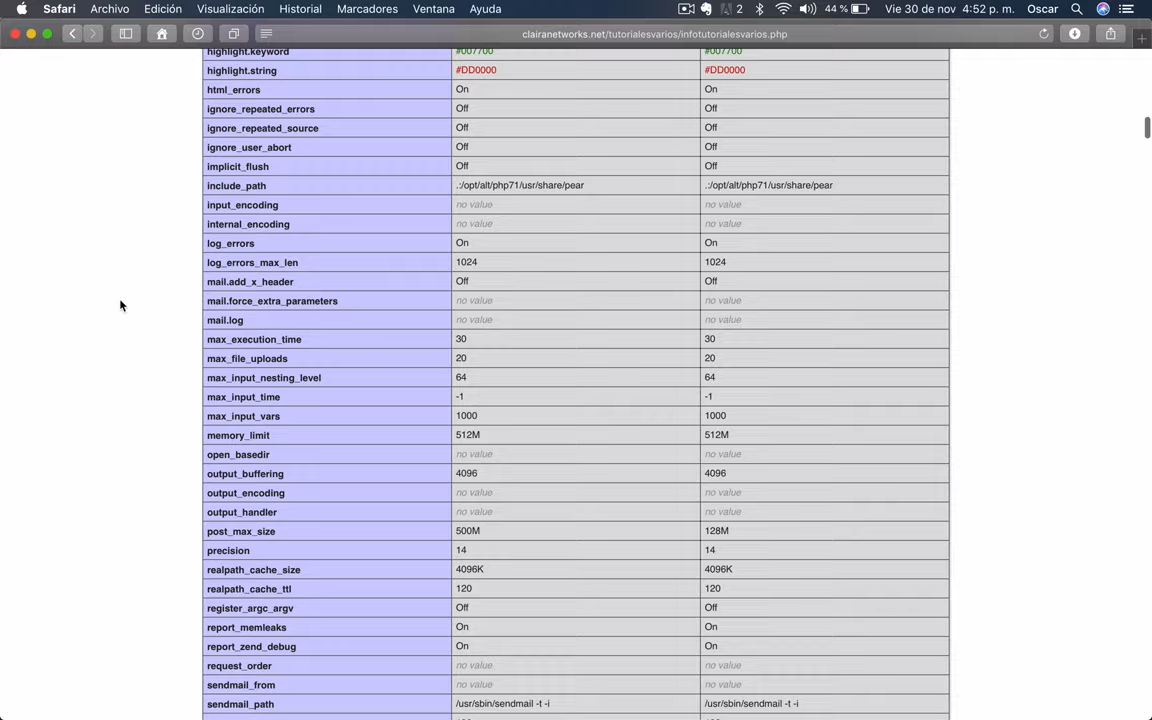 Safari Archivo Edición Visualización Historial Marcadores Ventana Ayuda 2 44 % Vie 30 de nov 4:52 p. m. Oscar
clairanetworks.net/tutorialesvarios/infotutorialesvarios.php
highlight.keyword #007700 #007700
highlight.string #DD0000 #DD0000
html_errors On On
ignore_repeated_errors Off Off
ignore_repeated_source Off Off
ignore_user_abort Off Off
implicit_flush Off Off
include_path .:/opt/alt/php71/usr/share/pear .:/opt/alt/php71/usr/share/pear
input_encoding no value no value
internal_encoding no value no value
log_errors On On
log_errors_max_len 1024 1024
mail.add_x_header Off Off
mail.force_extra_parameters no value no value
mail.log no value no value
max_execution_time 30 30
max_file_uploads 20 20
max_input_nesting_level 64 64
max_input_time -1 -1
max_input_vars 1000 1000
memory_limit 512M 512M
open_basedir no value no value
output_buffering 4096 4096
output_encoding no value no value
output_handler no value no value
post_max_size 500M 128M
precision 14 14
realpath_cache_size 4096K 4096K
realpath_cache_ttl 120 120
register_argc_argv Off Off
report_memleaks On On
report_zend_debug On On
request_order no value no value
sendmail_from no value no value
sendmail_path /usr/sbin/sendmail -t -i /usr/sbin/sendmail -t -i